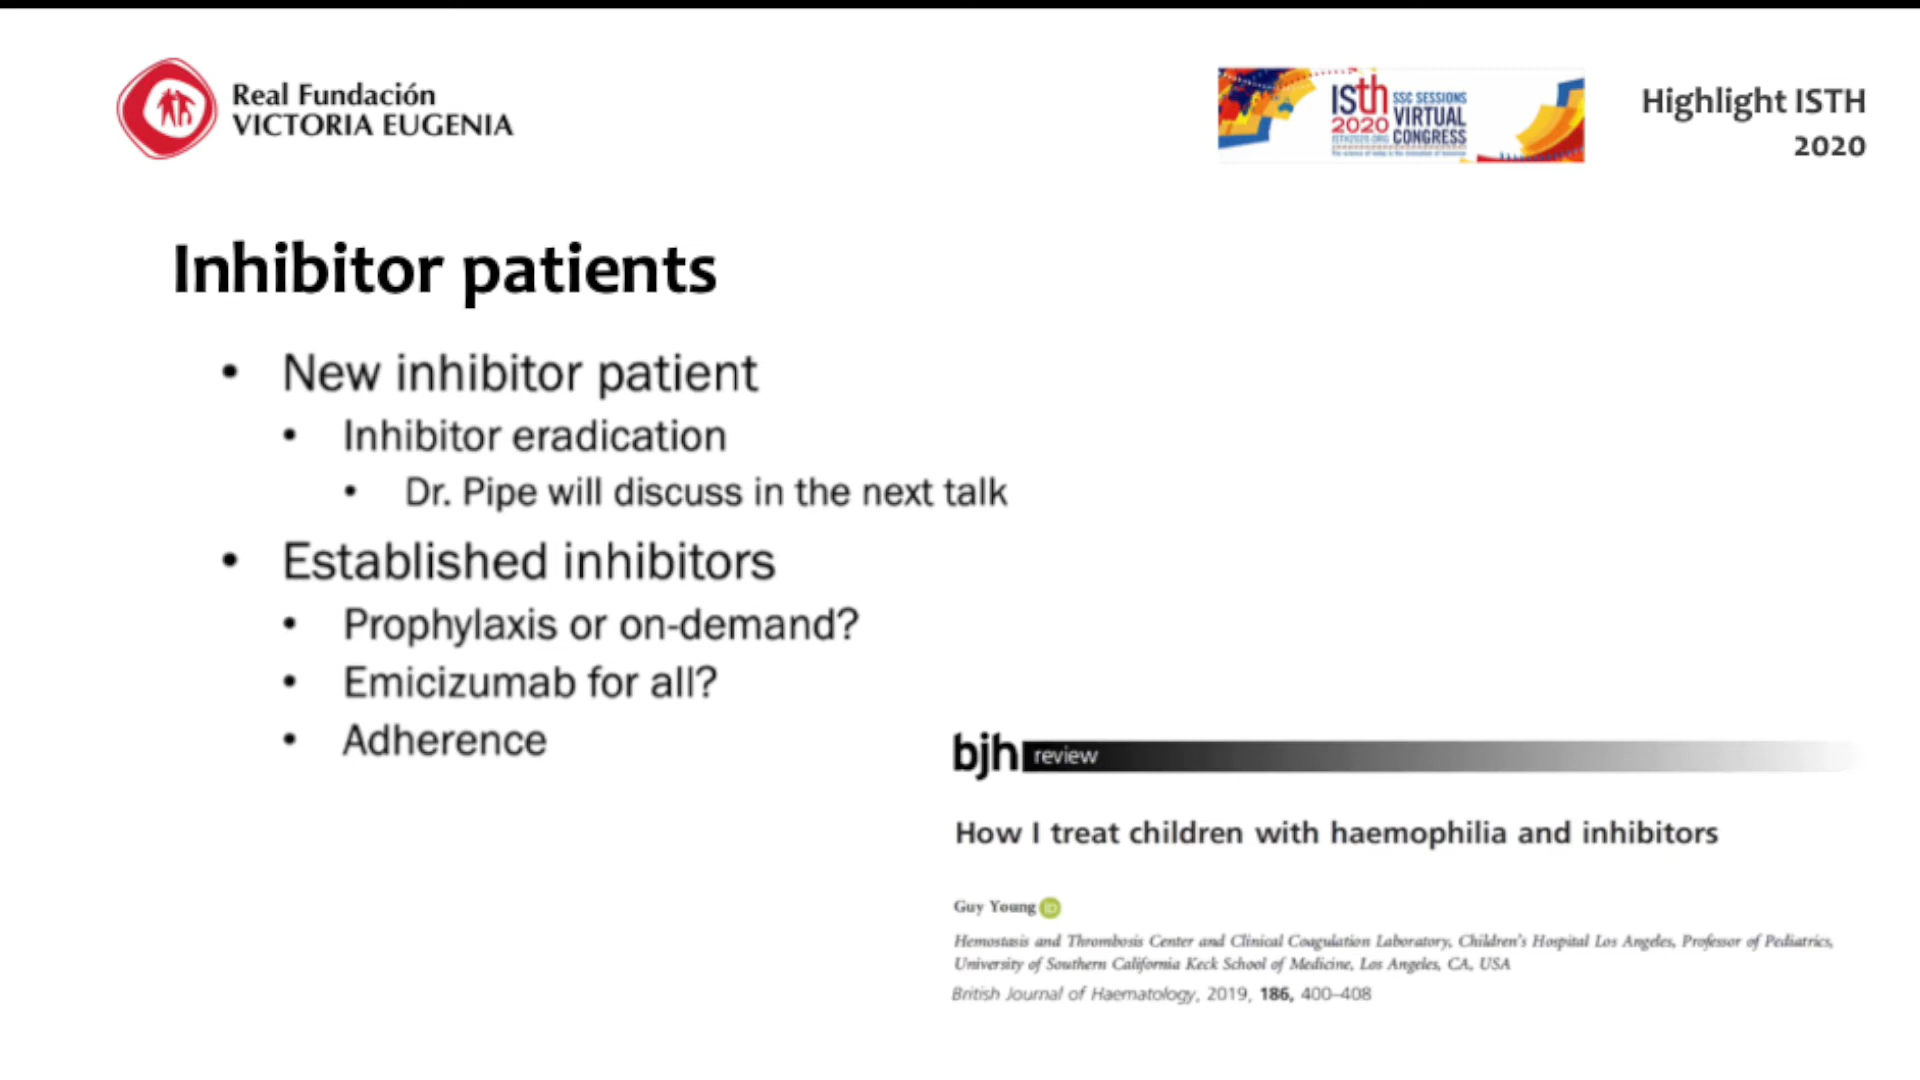 Real Fundación
VICTORIA EUGENIA
isth
2020
SSC SESSIONS
VIRTUAL
CONGRESS
ISTH2020.ORG
Highlight ISTH
2020
Inhibitor patients
• New inhibitor patient
• Inhibitor eradication
• Dr. Pipe will discuss in the next talk
• Established inhibitors
• Prophylaxis or on-demand?
• Emicizumab for all?
• Adherence
bjh review
How I treat children with haemophilia and inhibitors
Guy Young iD
Hemostasis and Thrombosis Center and Clinical Coagulation Laboratory, Children's Hospital Los Angeles, Professor of Pediatrics,
University of Southern California Keck School of Medicine, Los Angeles, CA, USA
British Journal of Haematology, 2019, 186, 400–408